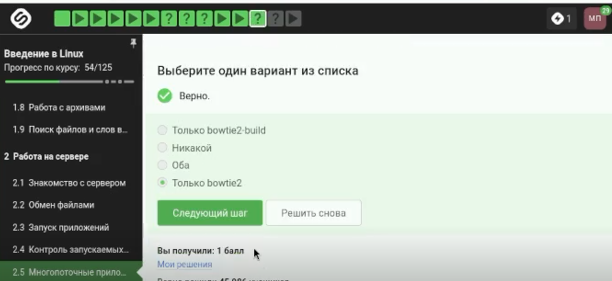 1
МП
29
Введение в Linux
Прогресс по курсу: 54/125
1.8 Работа с архивами
1.9 Поиск файлов и слов в...
2 Работа на сервере
2.1 Знакомство с сервером
2.2 Обмен файлами
2.3 Запуск приложений
2.4 Контроль запускаемых...
2.5 Многопоточные прило...
Выберите один вариант из списка
Верно.
Только bowtie2-build
Никакой
Оба
Только bowtie2
Следующий шаг Решить снова
Вы получили: 1 балл
Мои решения